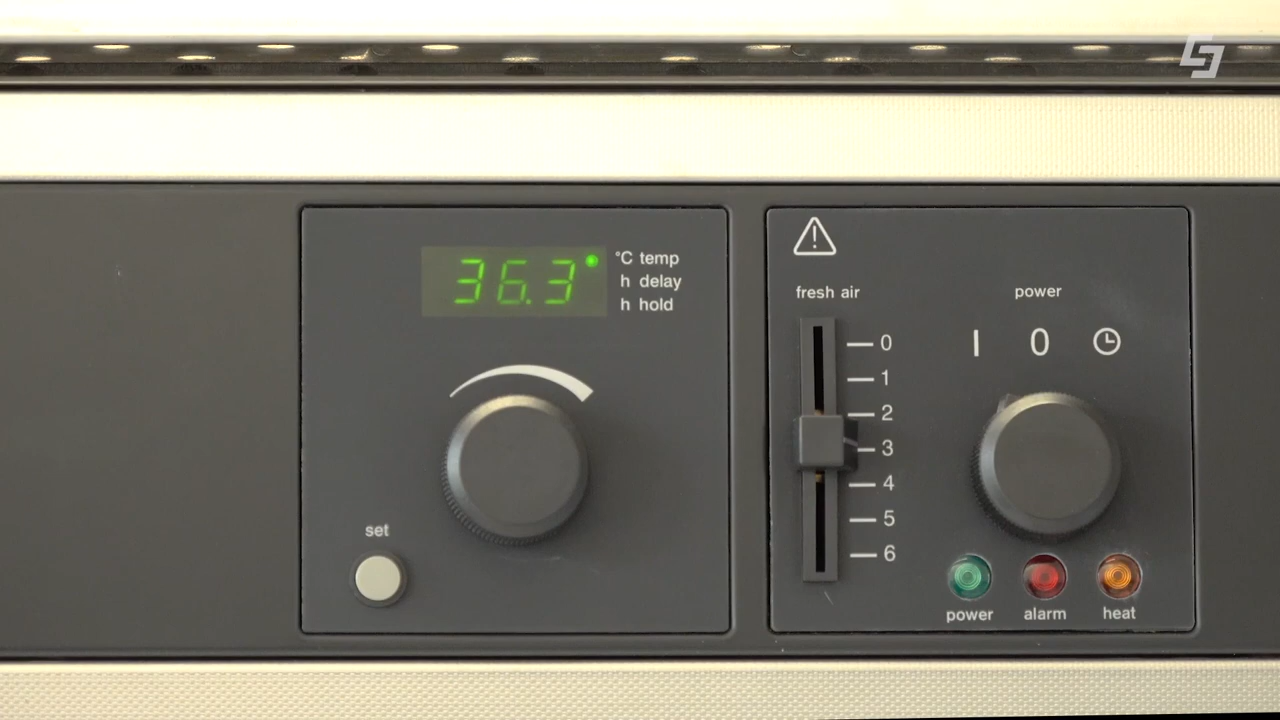 36.3
°C temp
h delay
h hold
set
fresh air
0
1
2
3
4
5
6
power
I 0
power
alarm
heat